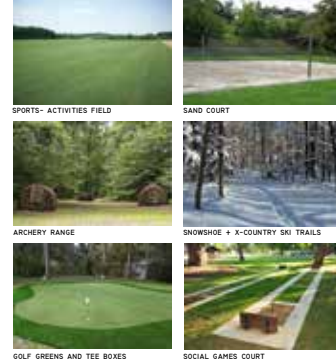 SPORTS- ACTIVITIES FIELD
SAND COURT
ARCHERY RANGE
SNOWSHOE + X-COUNTRY SKI TRAILS
GOLF GREENS AND TEE BOXES
SOCIAL GAMES COURT